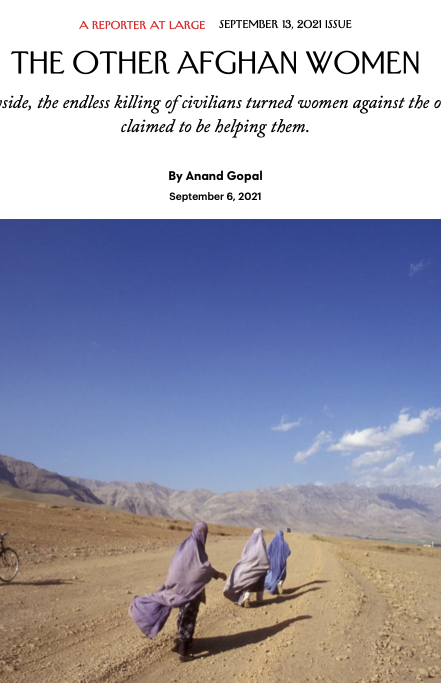 A REPORTER AT LARGE SEPTEMBER 13, 2021 ISSUE
THE OTHER AFGHAN WOMEN
the endless killing of civilians turned women against the
claimed to be helping them.
By Anand Gopal
September 6, 2021